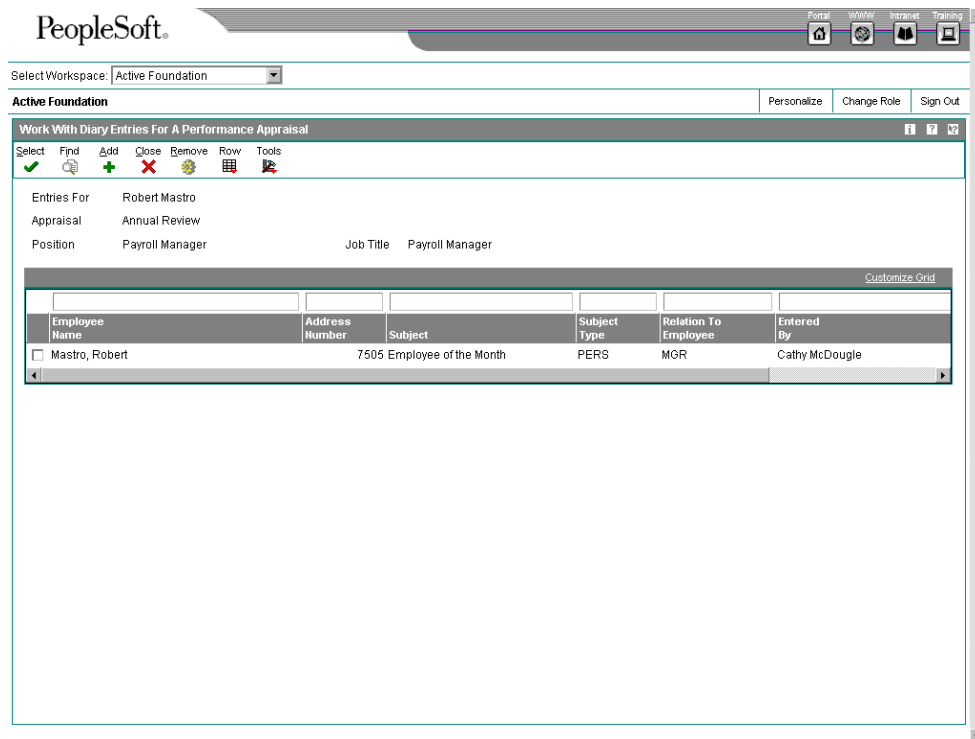 PeopleSoft®
Portal WWW Intranet Training
Select Workspace: Active Foundation
Active Foundation Personalize Change Role Sign Out
Work With Diary Entries For A Performance Appraisal
Select Find Add Close Remove Row Tools
Entries For Robert Mastro
Appraisal Annual Review
Position Payroll Manager Job Title Payroll Manager
Customize Grid
Employee Name Address Number Subject Subject Type Relation To Employee Entered By
Mastro, Robert 7505 Employee of the Month PERS MGR Cathy McDougle